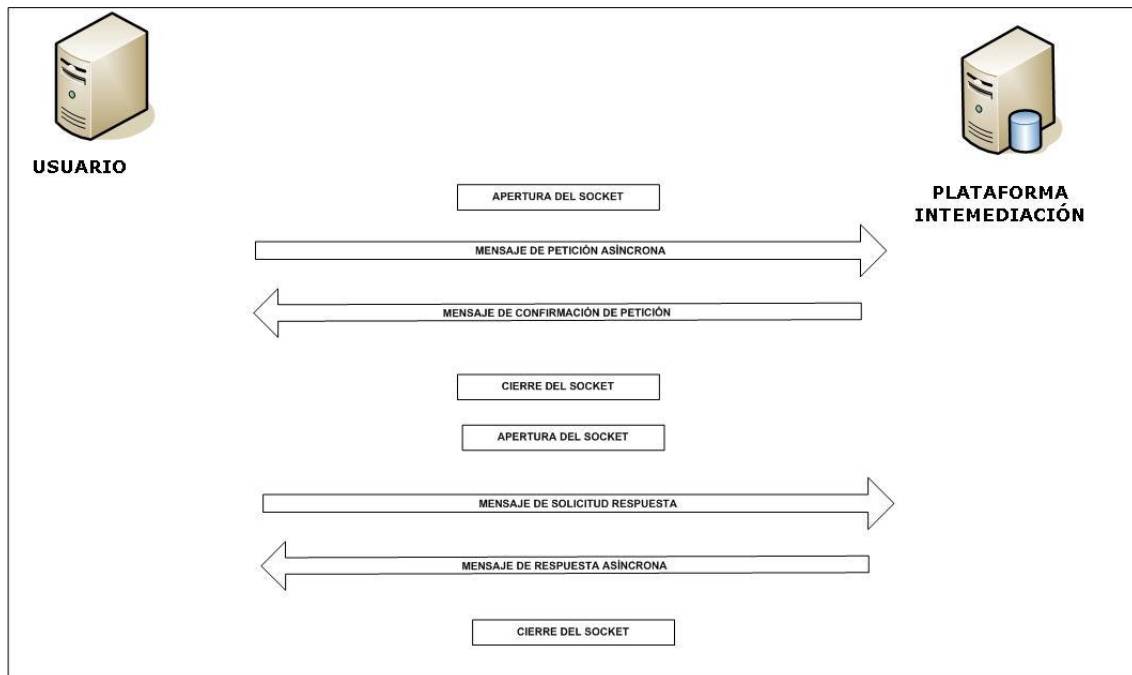 USUARIO
PLATAFORMA
INTEMEDIACIÓN
APERTURA DEL SOCKET
MENSAJE DE PETICIÓN ASÍNCRONA
MENSAJE DE CONFIRMACIÓN DE PETICIÓN
CIERRE DEL SOCKET
APERTURA DEL SOCKET
MENSAJE DE SOLICITUD RESPUESTA
MENSAJE DE RESPUESTA ASÍNCRONA
CIERRE DEL SOCKET